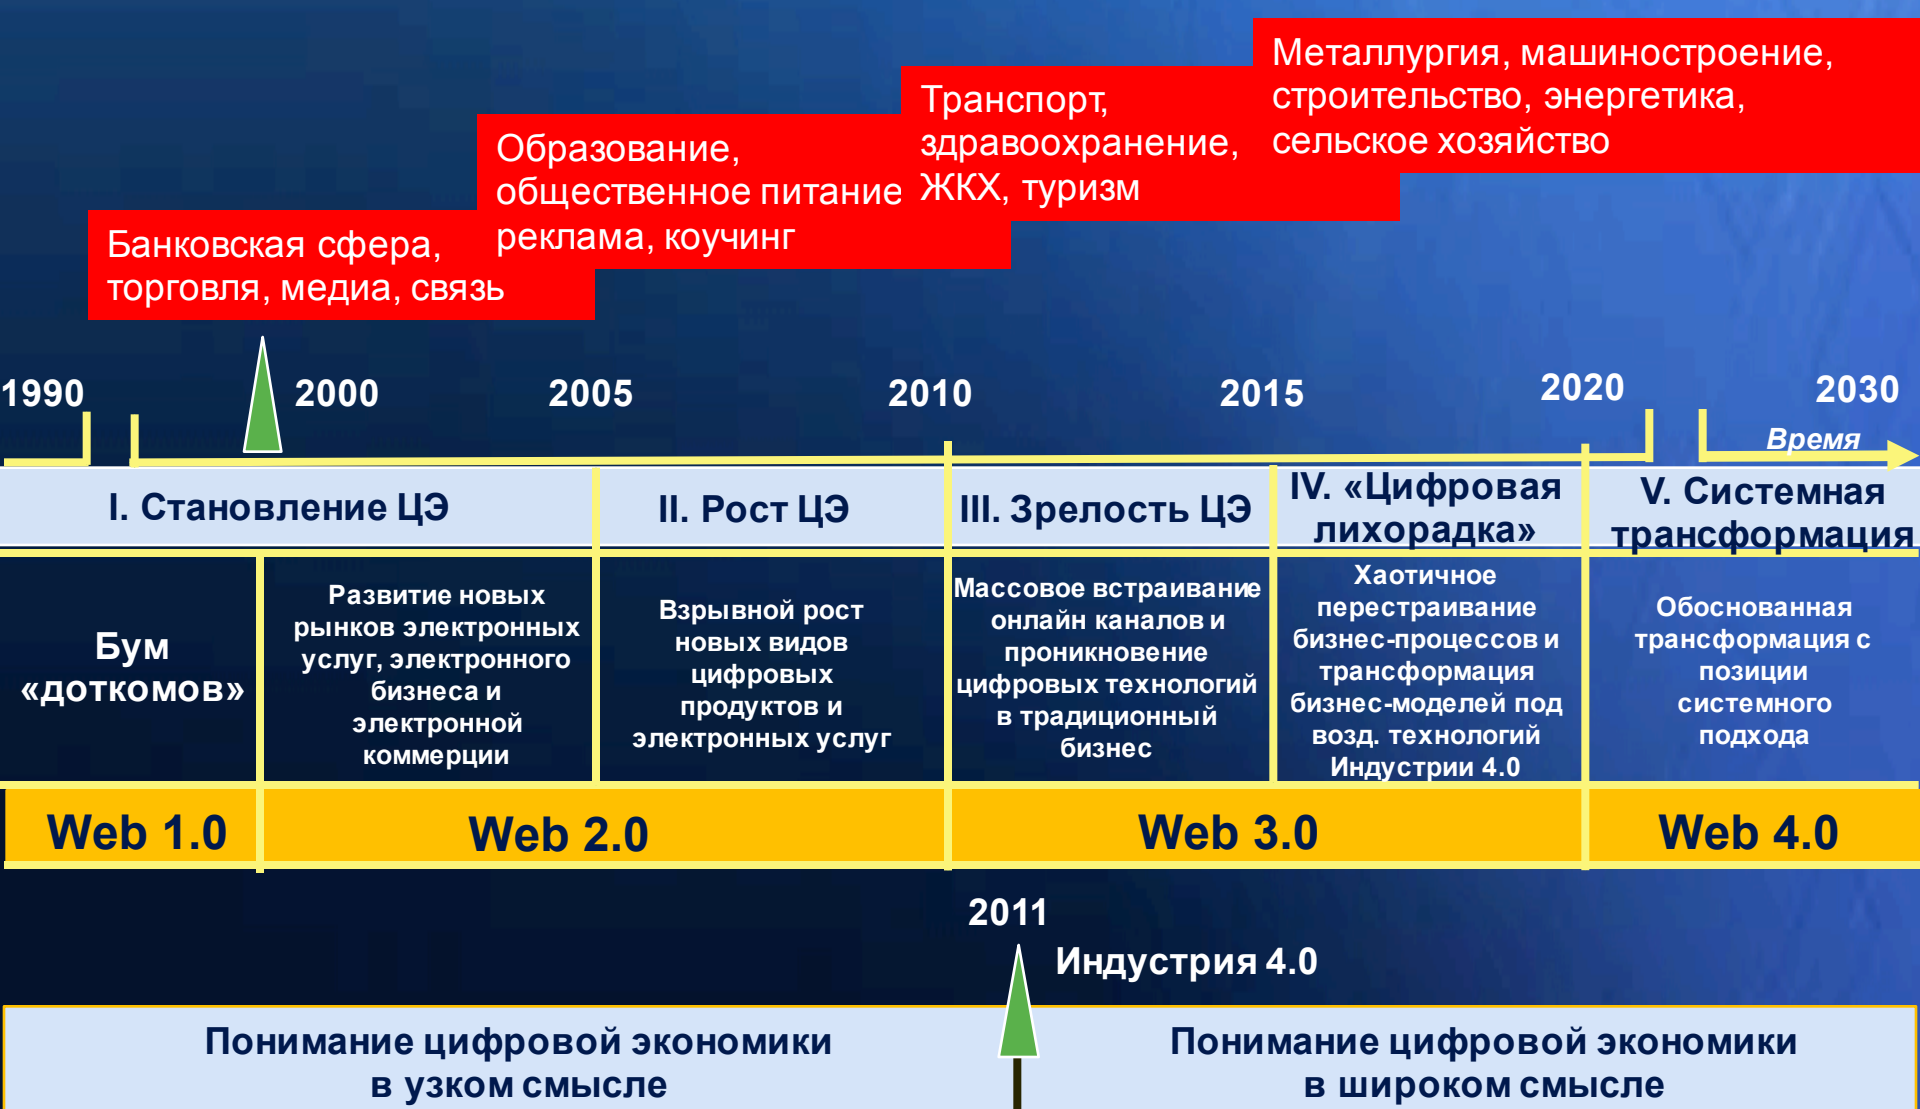 Металлургия, машиностроение,
строительство, энергетика,
сельское хозяйство
Транспорт,
здравоохранение,
ЖКХ, туризм
Образование,
общественное питание
реклама, коучинг
Банковская сфера,
торговля, медиа, связь
1990
2000
2005
2010
2015
2020
2030
Время
I. Становление ЦЭ
II. Рост ЦЭ
III. Зрелость ЦЭ
IV. «Цифровая
лихорадка»
V. Системная
трансформация
Бум
«доткомов»
Развитие новых
рынков электронных
услуг, электронного
бизнеса и
электронной
коммерции
Взрывной рост
новых видов
цифровых
продуктов и
электронных услуг
Массовое встраивание
онлайн каналов и
проникновение
цифровых технологий
в традиционный
бизнес
Хаотичное
перестраивание
бизнес-процессов и
трансформация
бизнес-моделей под
возд. технологий
Индустрии 4.0
Обоснованная
трансформация с
позиции
системного
подхода
Web 1.0
Web 2.0
Web 3.0
Web 4.0
2011
Индустрия 4.0
Понимание цифровой экономики
в узком смысле
Понимание цифровой экономики
в широком смысле